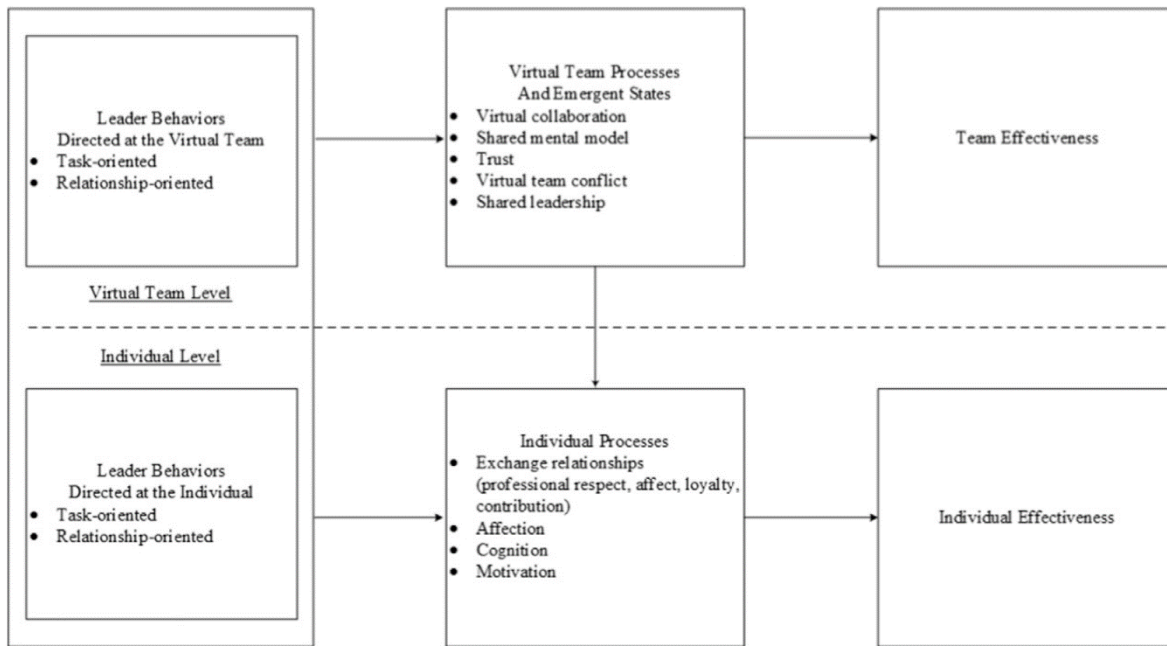 Leader Behaviors
Directed at the Virtual Team
• Task-oriented
• Relationship-oriented
Virtual Team Level
Virtual Team Processes
And Emergent States
• Virtual collaboration
• Shared mental model
• Trust
• Virtual team conflict
• Shared leadership
Team Effectiveness
Individual Level
Leader Behaviors
Directed at the Individual
• Task-oriented
• Relationship-oriented
Individual Processes
• Exchange relationships
(professional respect, affect, loyalty,
contribution)
• Affection
• Cognition
• Motivation
Individual Effectiveness